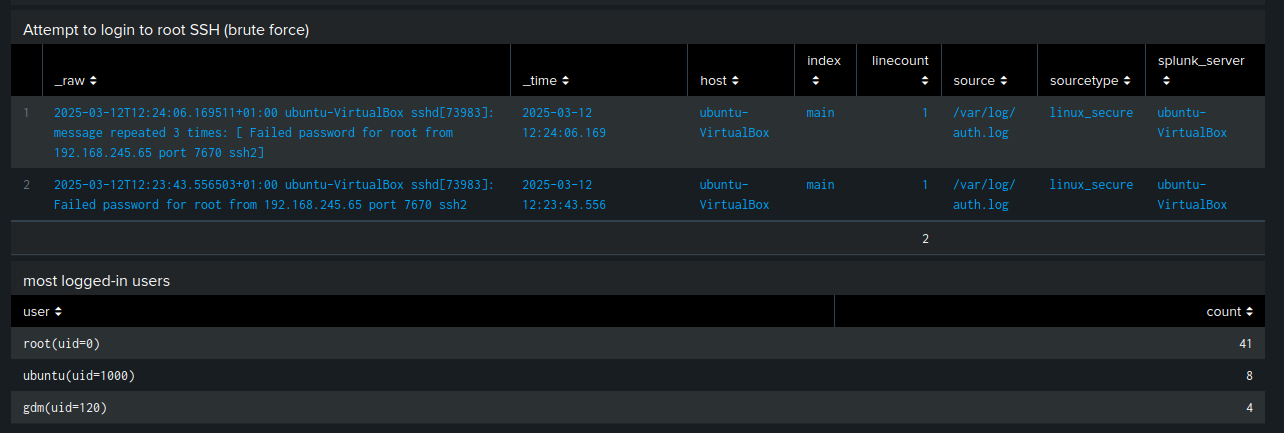 Attempt to login to root SSH (brute force)
_raw _time host index linecount source sourcetype splunk_server
1 2025-03-12T12:24:06.169511+01:00 ubuntu-VirtualBox sshd[73983]: 2025-03-12 ubuntu- main 1 /var/log/ linux_secure ubuntu-
message repeated 3 times: [ Failed password for root from 12:24:06.169 VirtualBox auth.log VirtualBox
192.168.245.65 port 7670 ssh2]
2 2025-03-12T12:23:43.556503+01:00 ubuntu-VirtualBox sshd[73983]: 2025-03-12 ubuntu- main 1 /var/log/ linux_secure ubuntu-
Failed password for root from 192.168.245.65 port 7670 ssh2 12:23:43.556 VirtualBox auth.log VirtualBox
2
most logged-in users
user count
root(uid=0) 41
ubuntu(uid=1000) 8
gdm(uid=120) 4